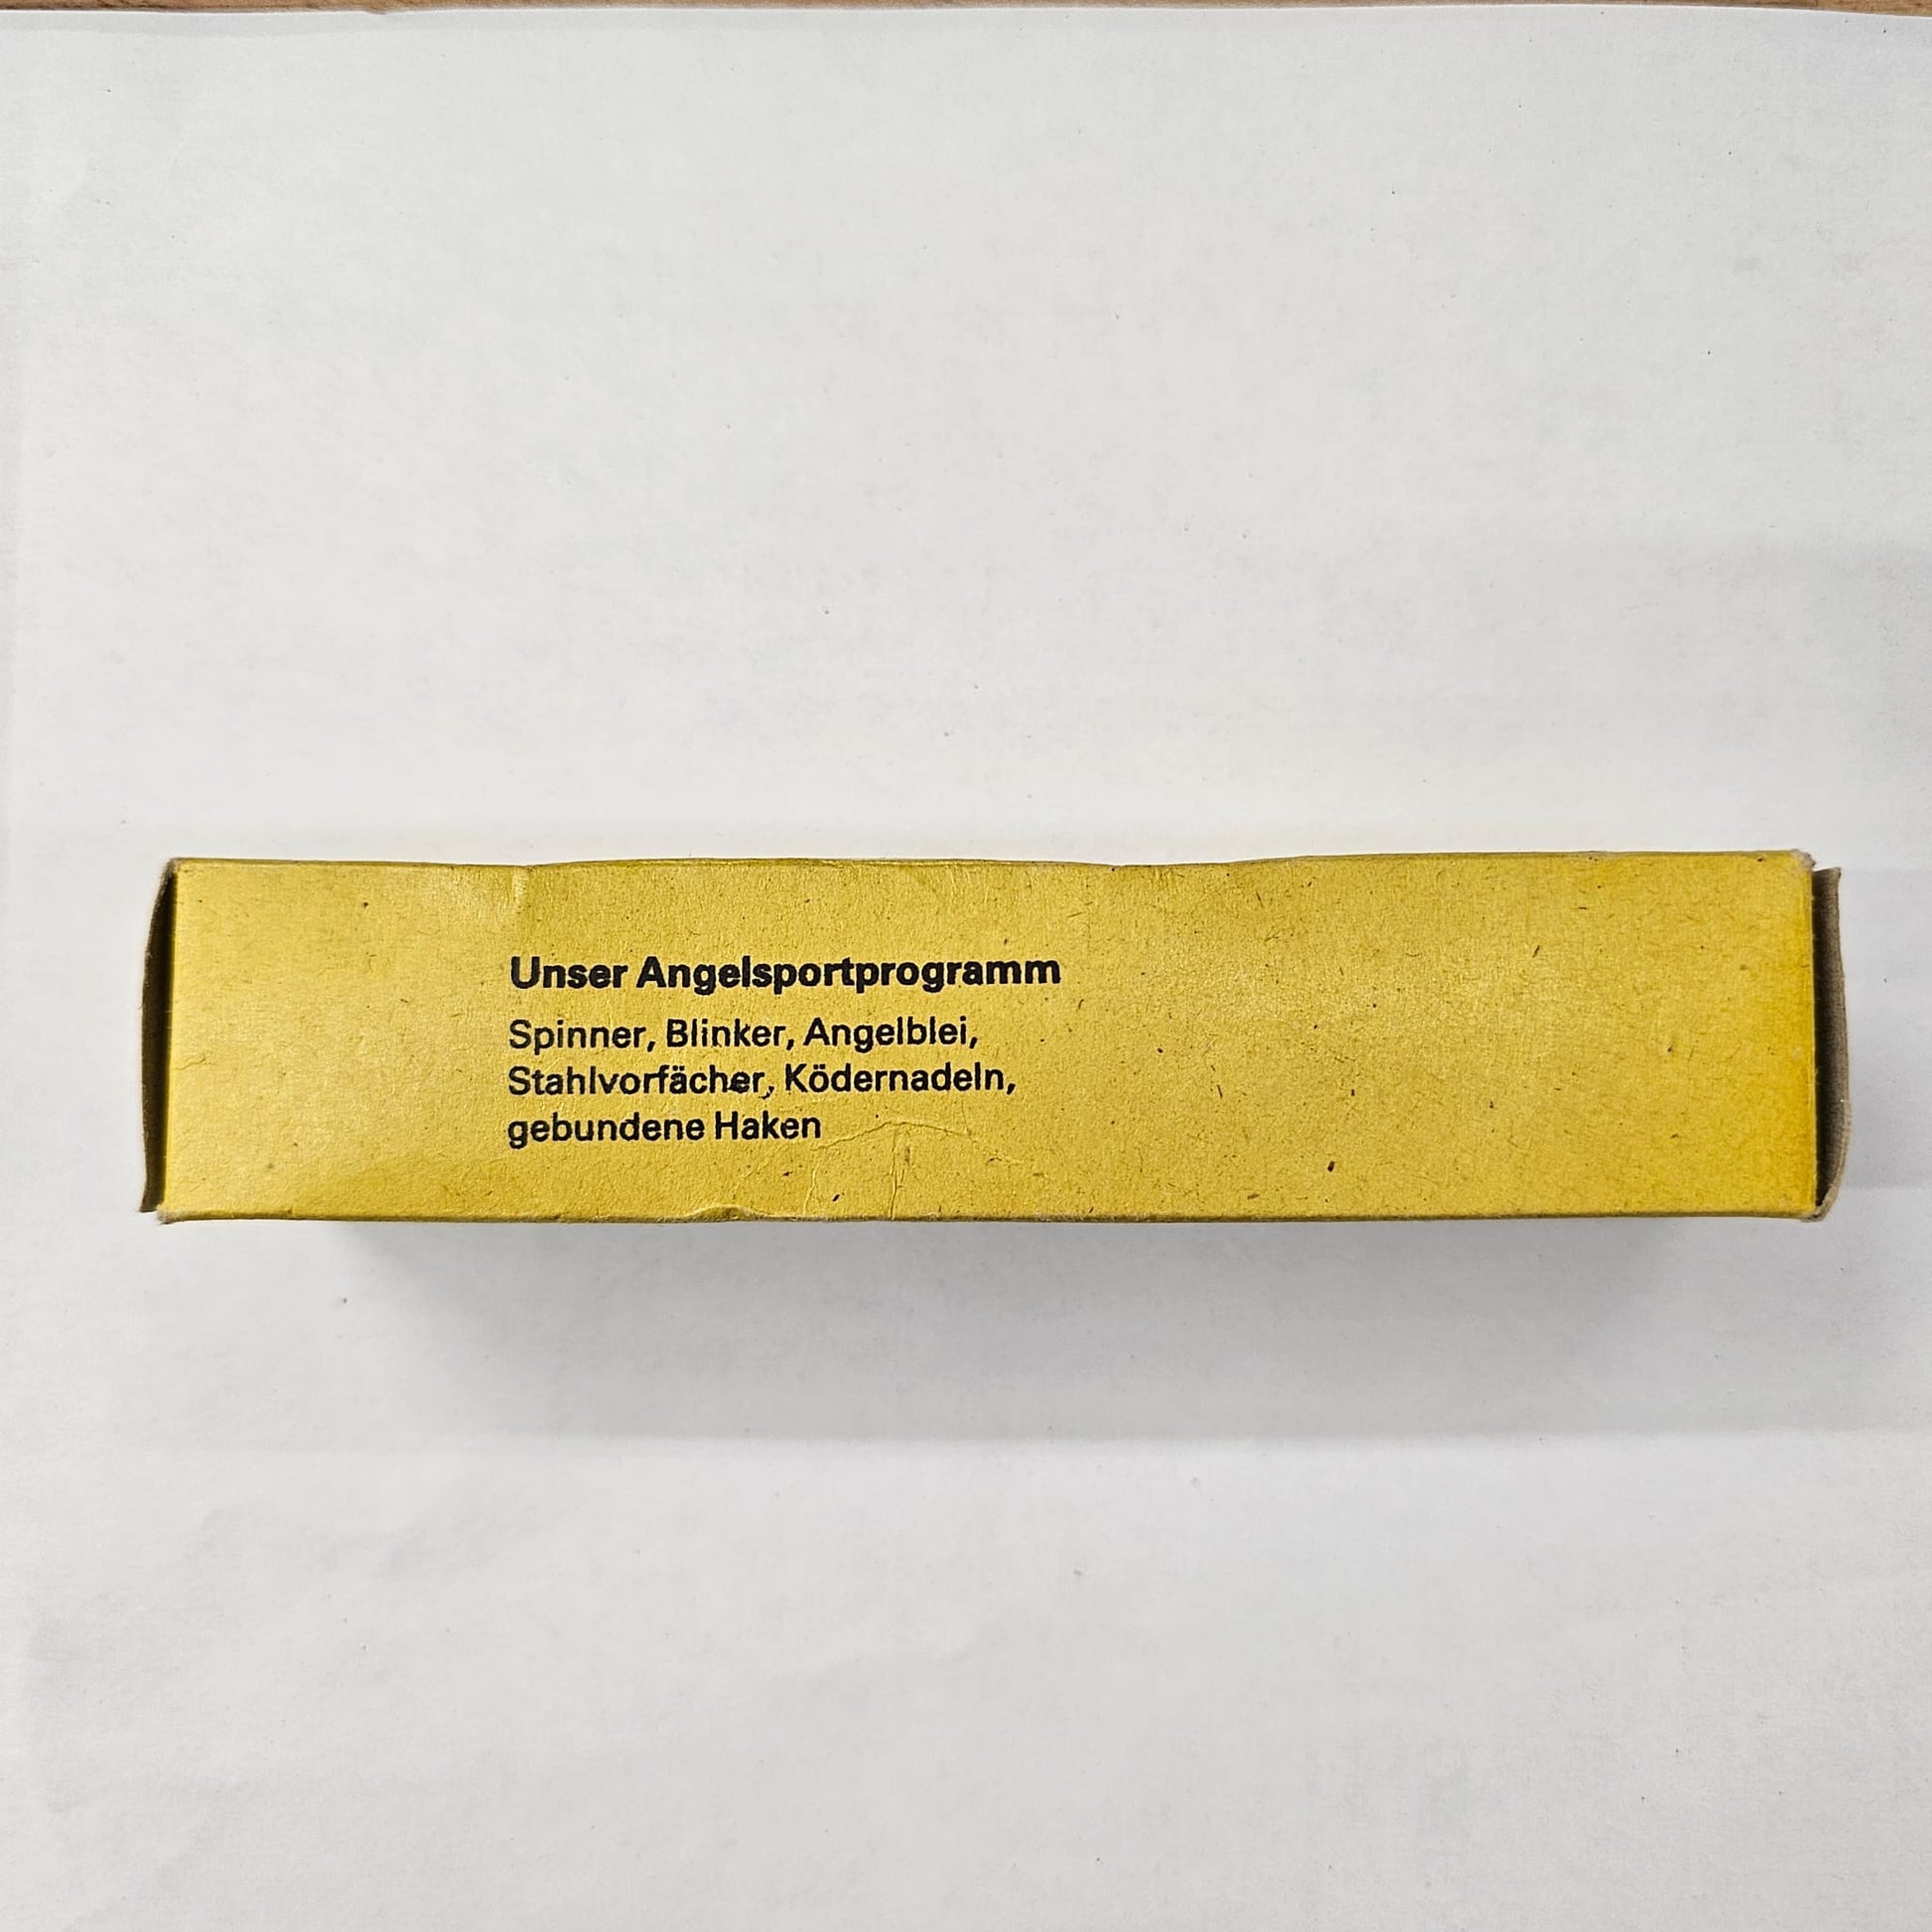 Unser Angelsportprogramm
Spinner, Blinker, Angelblei,
Stahlvorfächer, Ködernadeln,
gebundene Haken